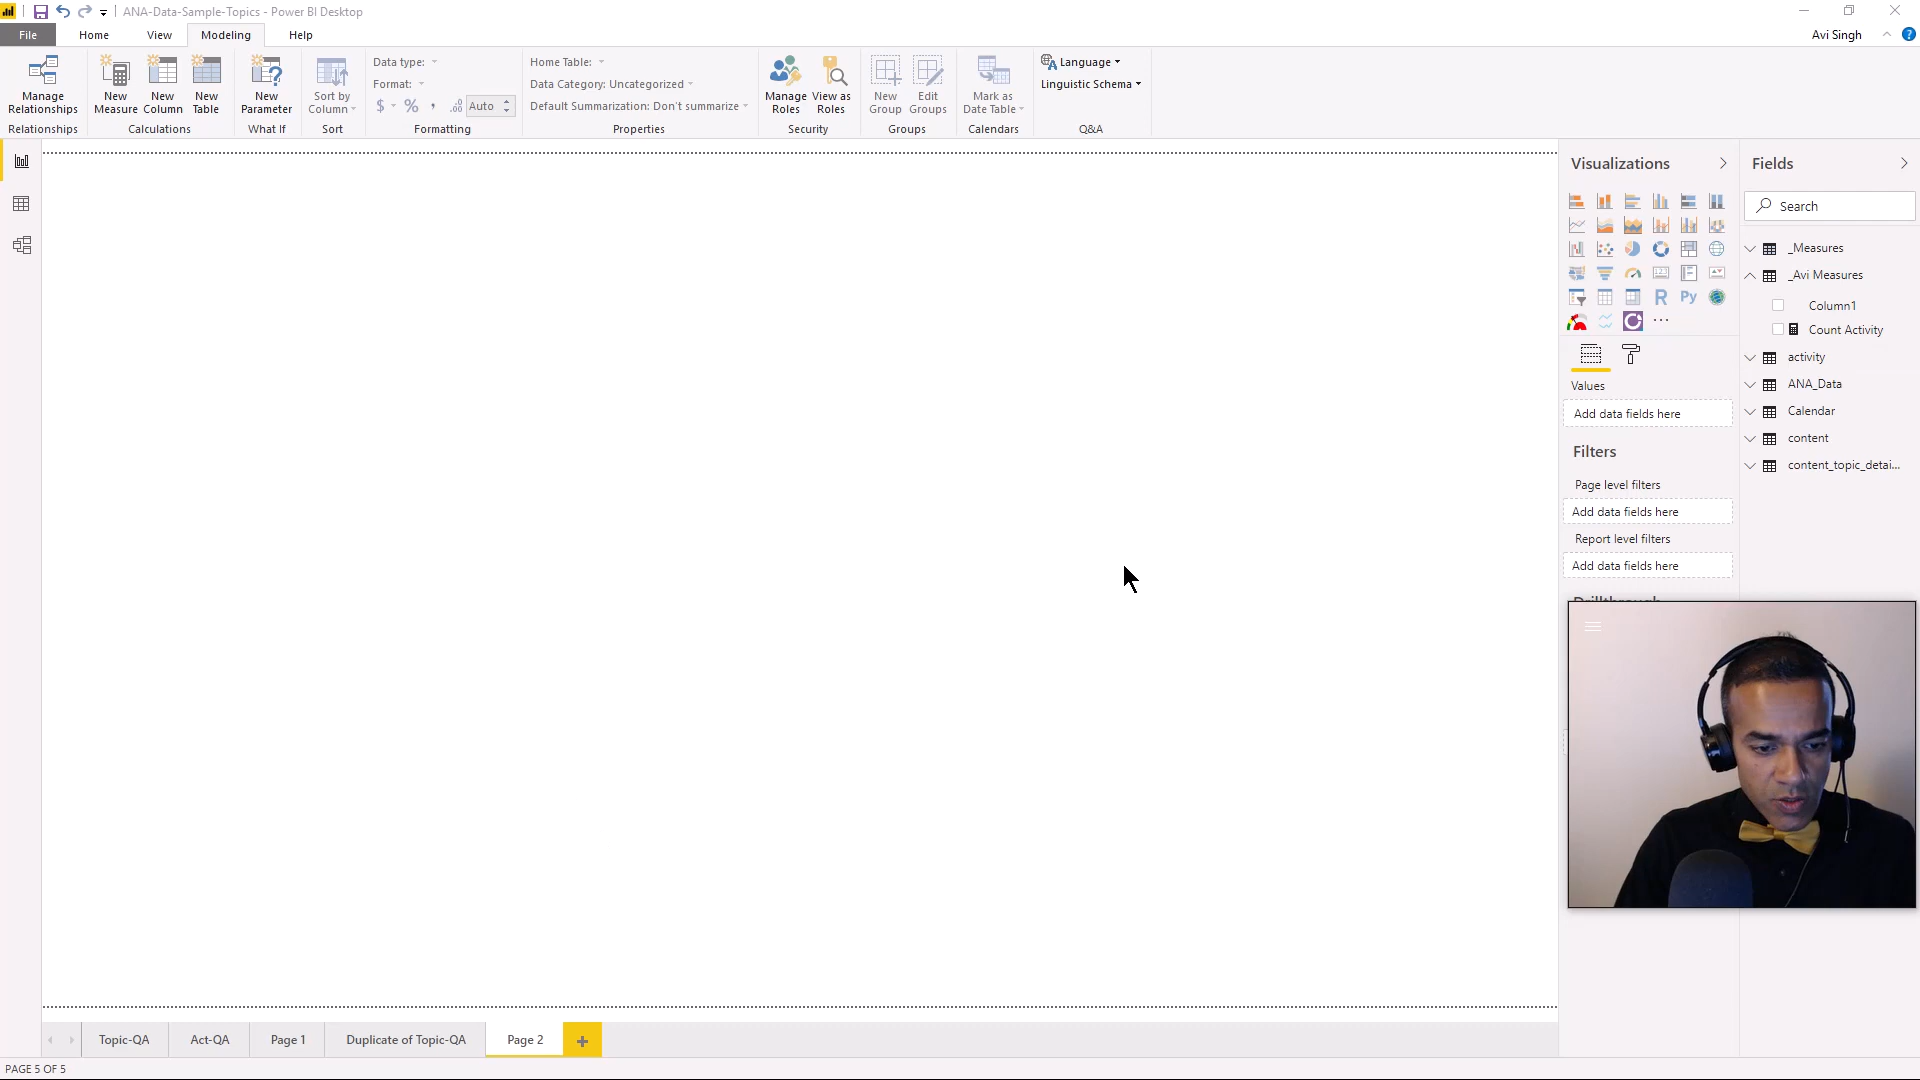 ANA-Data-Sample-Topics - Power BI Desktop
File Home View Modeling Help
Avi Singh
Manage Relationships
New Measure
New Column
New Table
New Parameter
Sort by Column
Data type:
Format:
$ % , .00 Auto
Home Table:
Data Category: Uncategorized
Default Summarization: Don't summarize
Manage Roles
View as Roles
New Group
Edit Groups
Mark as Date Table
Language
Linguistic Schema
Relationships Calculations What If Sort Formatting Properties Security Groups Calendars Q&A
Visualizations
R Py
Values
Add data fields here
Filters
Page level filters
Add data fields here
Report level filters
Add data fields here
Drillthrough
Fields
Search
_Measures
_Avi Measures
Column1
Count Activity
activity
ANA_Data
Calendar
content
content_topic_detai...
Topic-QA Act-QA Page 1 Duplicate of Topic-QA Page 2 +
PAGE 5 OF 5